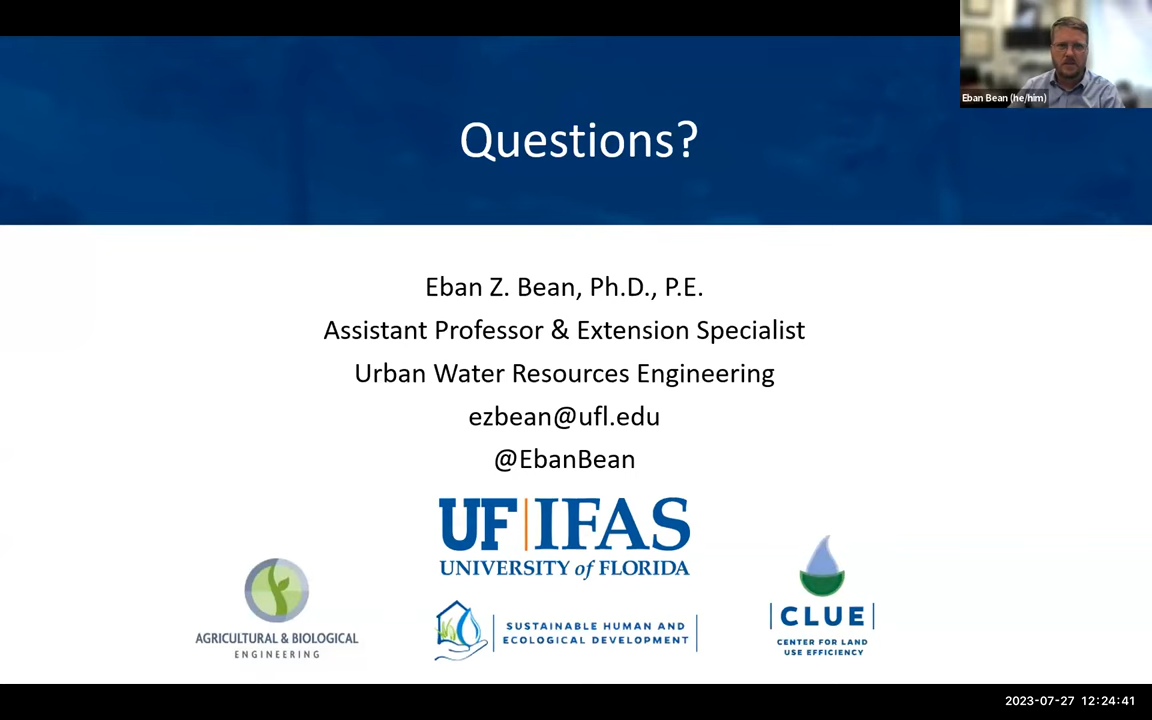 Eban Bean (he/him)
Questions?
Eban Z. Bean, Ph.D., P.E.
Assistant Professor & Extension Specialist
Urban Water Resources Engineering
ezbean@ufl.edu
@EbanBean
UF|IFAS
UNIVERSITY of FLORIDA
AGRICULTURAL & BIOLOGICAL
ENGINEERING
SUSTAINABLE HUMAN AND
ECOLOGICAL DEVELOPMENT
CLUE
CENTER FOR LAND
USE EFFICIENCY
2023-07-27 12:24:41